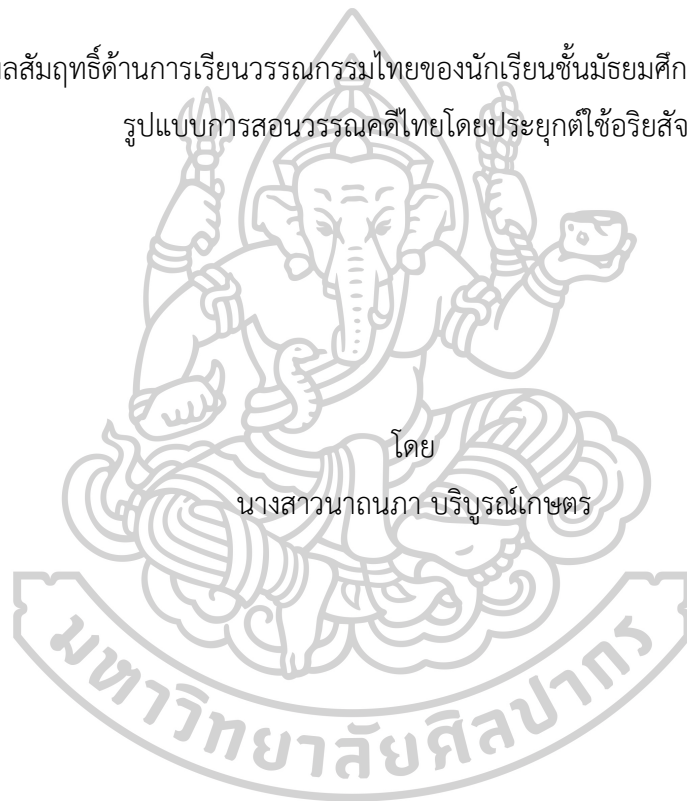 ลสัมฤทธิ์ด้านการเรียนวรรณกรรมไทยของนักเรียนชั้นมัธยมศึก
รูปแบบการสอนวรรณคดีไทยโดยประยุกต์ใช้อริยสัจ
โดย
นางสาวนาถนภา บริบูรณ์เกษตร
มหาวิทยาลัยศิลปากร